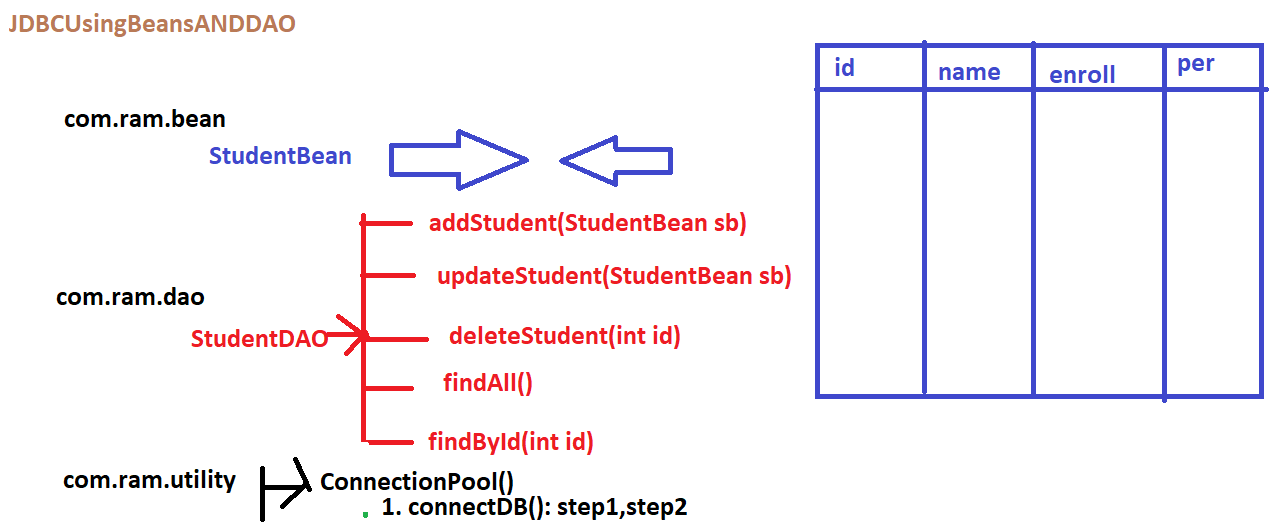 JDBCUsingBeansANDDAO
id name enroll per
com.ram.bean
StudentBean
addStudent(StudentBean sb)
updateStudent(StudentBean sb)
com.ram.dao
StudentDAO
deleteStudent(int id)
findAll()
findById(int id)
com.ram.utility
ConnectionPool()
1. connectDB(): step1,step2